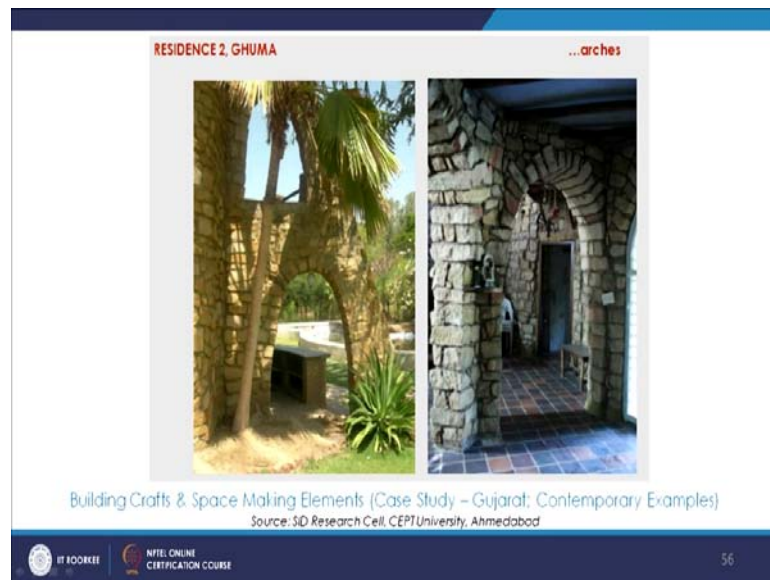 RESIDENCE 2, GHUMA ...arches
Building Crafts & Space Making Elements (Case Study – Gujarat; Contemporary Examples)
Source: SID Research Cell, CEPT University, Ahmedabad
IIT ROORKEE NPTEL ONLINE
CERTIFICATION COURSE
56